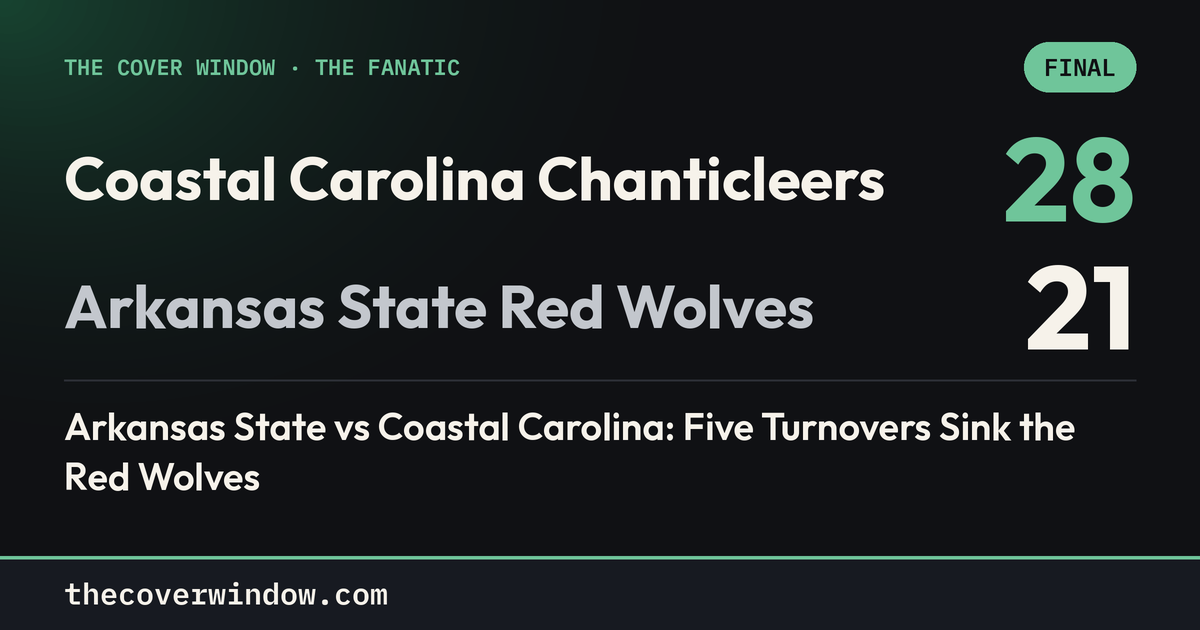 THE COVER WINDOW · THE FANATIC
FINAL
Coastal Carolina Chanticleers 28
Arkansas State Red Wolves 21
Arkansas State vs Coastal Carolina: Five Turnovers Sink the
Red Wolves
thecoverwindow.com